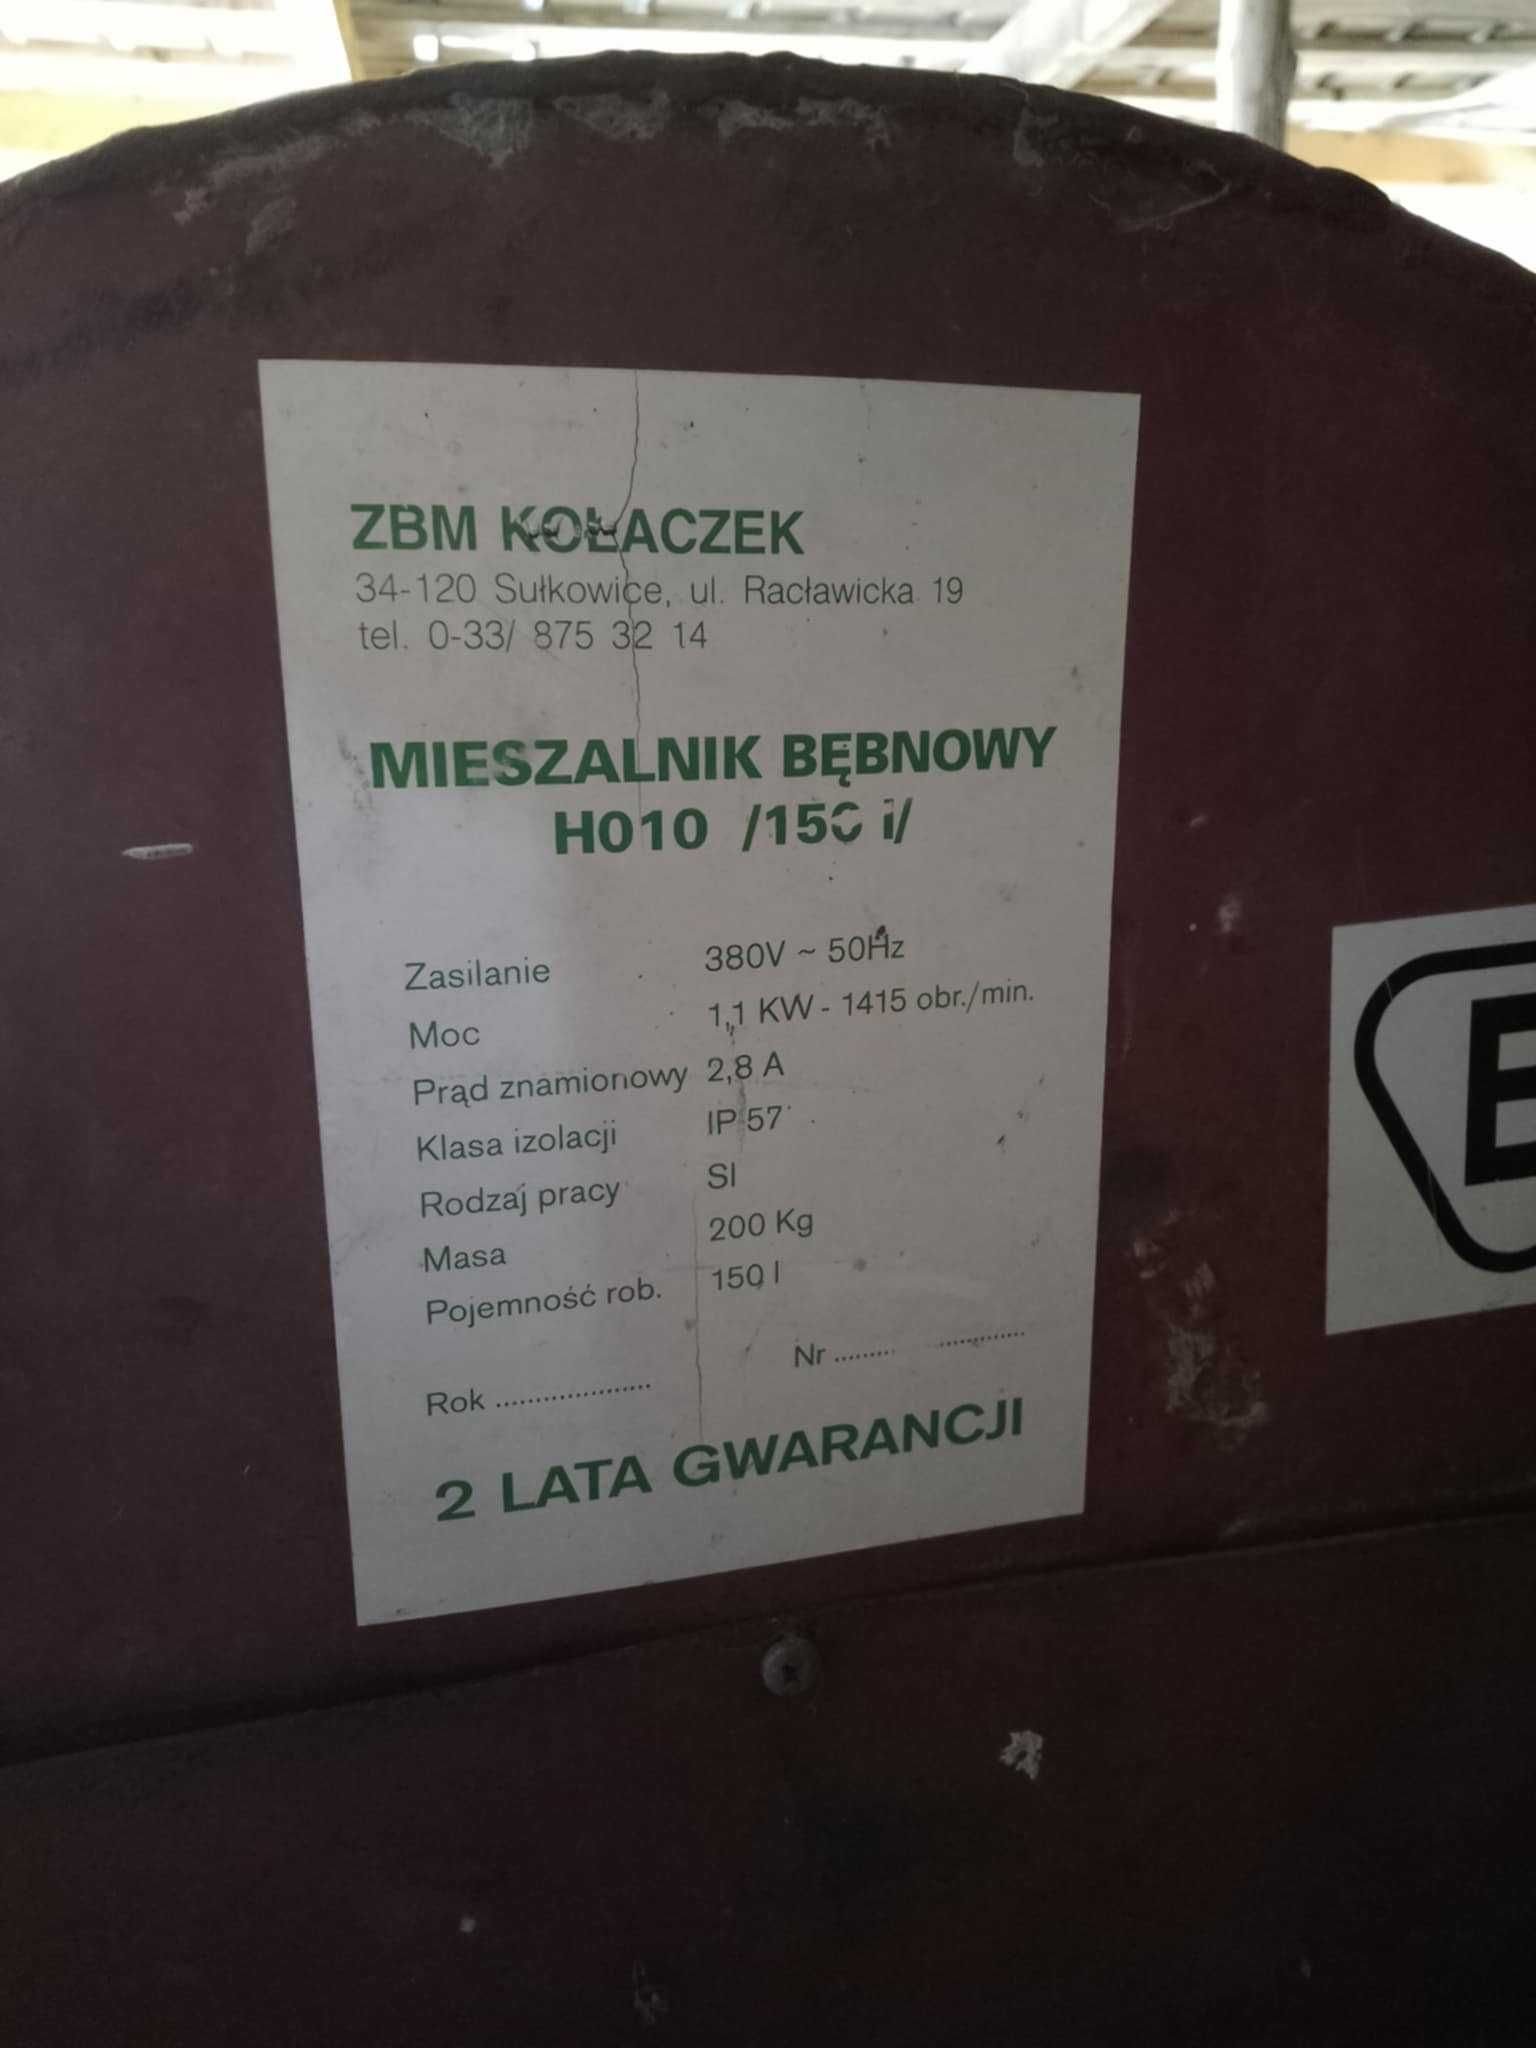 ZBM KOŁACZEK
34-120 Sułkowice, ul. Racławicka 19
tel. 0-33/ 875 32 14
MIESZALNIK BĘBNOWY
H010 /150 l/
Zasilanie 380V ~ 50Hz
Moc 1,1 KW - 1415 obr./min.
Prąd znamionowy 2,8 A
Klasa izolacji IP 57
Rodzaj pracy SI
Masa 200 Kg
Pojemność rob. 150 l
Nr ......... .............
Rok .....................
2 LATA GWARANCJI